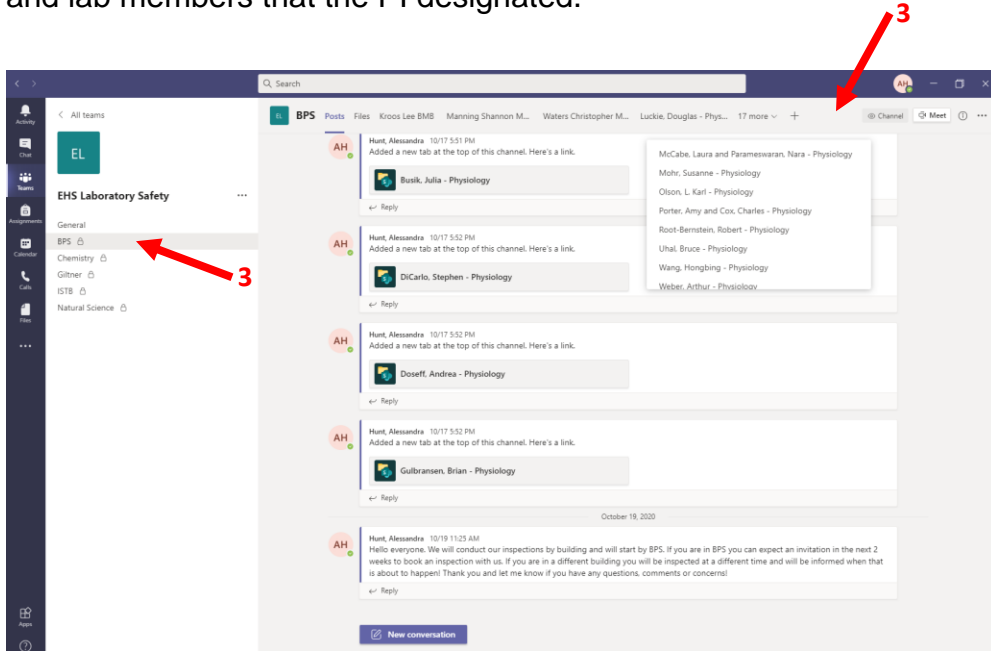 and lab members that the PI designated.
3
Search
AH
Activity
Chat
Teams
Assignments
Calendar
Calls
Files
Apps
All teams
EL
EHS Laboratory Safety
General
BPS
Chemistry
Giltner
ISTB
Natural Science
3
EL BPS Posts Files Kroos Lee BMB Manning Shannon M... Waters Christopher M... Luckie, Douglas - Phys... 17 more +
Channel Meet
McCabe, Laura and Parameswaran, Nara - Physiology
Mohr, Susanne - Physiology
Olson, L. Karl - Physiology
Porter, Amy and Cox, Charles - Physiology
Root-Bernstein, Robert - Physiology
Uhal, Bruce - Physiology
Wang, Hongbing - Physiology
Weber, Arthur - Physiology
AH
Hunt, Alessandra 10/17 5:51 PM
Added a new tab at the top of this channel. Here's a link.
Busik, Julia - Physiology
Reply
AH
Hunt, Alessandra 10/17 5:52 PM
Added a new tab at the top of this channel. Here's a link.
DiCarlo, Stephen - Physiology
Reply
AH
Hunt, Alessandra 10/17 5:52 PM
Added a new tab at the top of this channel. Here's a link.
Doseff, Andrea - Physiology
Reply
AH
Hunt, Alessandra 10/17 5:52 PM
Added a new tab at the top of this channel. Here's a link.
Gulbransen, Brian - Physiology
Reply
October 19, 2020
AH
Hunt, Alessandra 10/19 11:25 AM
Hello everyone. We will conduct our inspections by building and will start by BPS. If you are in BPS you can expect an invitation in the next 2
weeks to book an inspection with us. If you are in a different building you will be inspected at a different time and will be informed when that
is about to happen! Thank you and let me know if you have any questions, comments or concerns!
Reply
New conversation